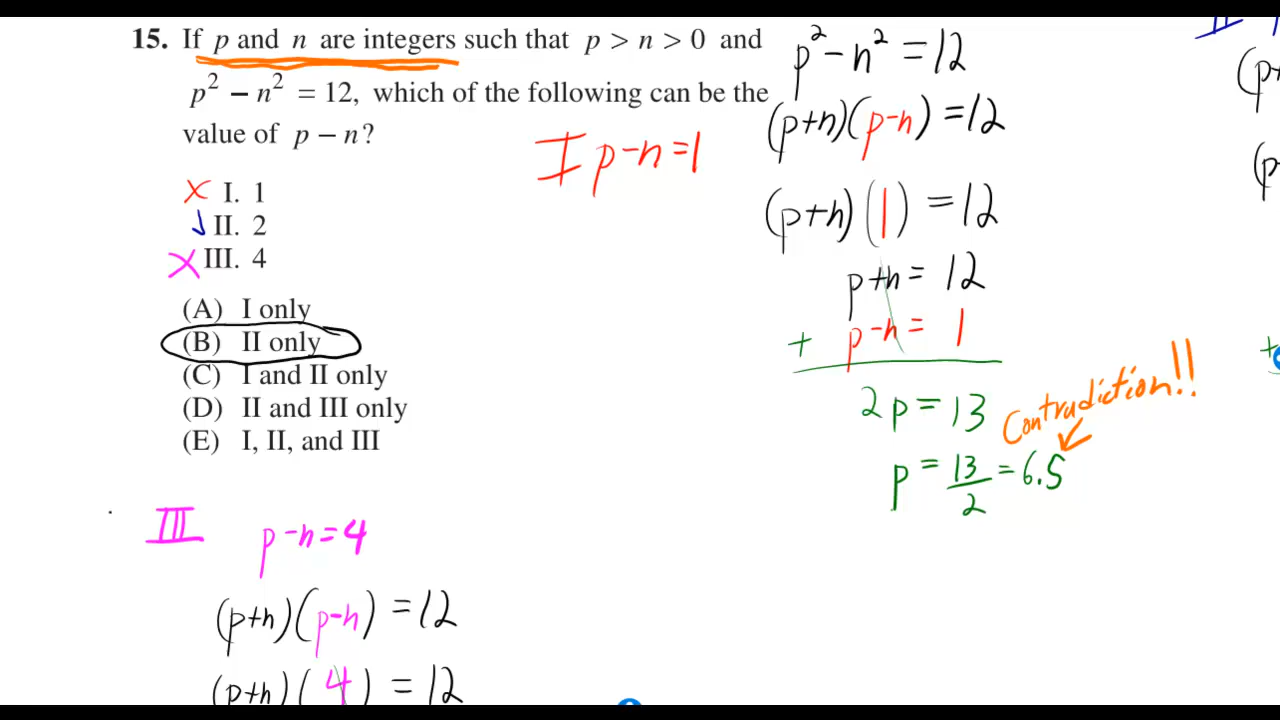 15. If p and n are integers such that p > n > 0 and
p² − n² = 12, which of the following can be the
value of p − n?
I. 1
II. 2
III. 4
(A) I only
(B) II only
(C) I and II only
(D) II and III only
(E) I, II, and III
I p-n=1
p²-n²=12
(p+n)(p-n)=12
(p+n)(1)=12
p+n=12
+ p-n=1
2p=13
p=13/2=6.5
Contradiction!!
III p-n=4
(p+n)(p-n)=12
(p+n)(4)=12
II
(p+
(p+
+